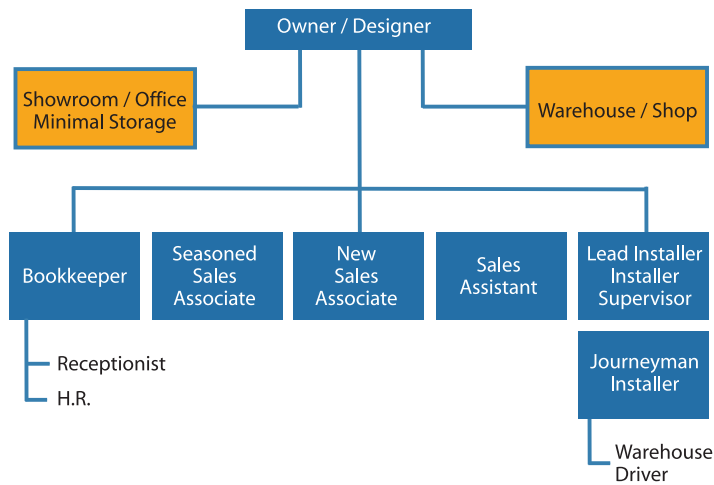 Owner / Designer
Showroom / Office
Minimal Storage
Warehouse / Shop
Bookkeeper
Seasoned
Sales
Associate
New
Sales
Associate
Sales
Assistant
Lead Installer
Installer
Supervisor
Receptionist
H.R.
Journeyman
Installer
Warehouse
Driver